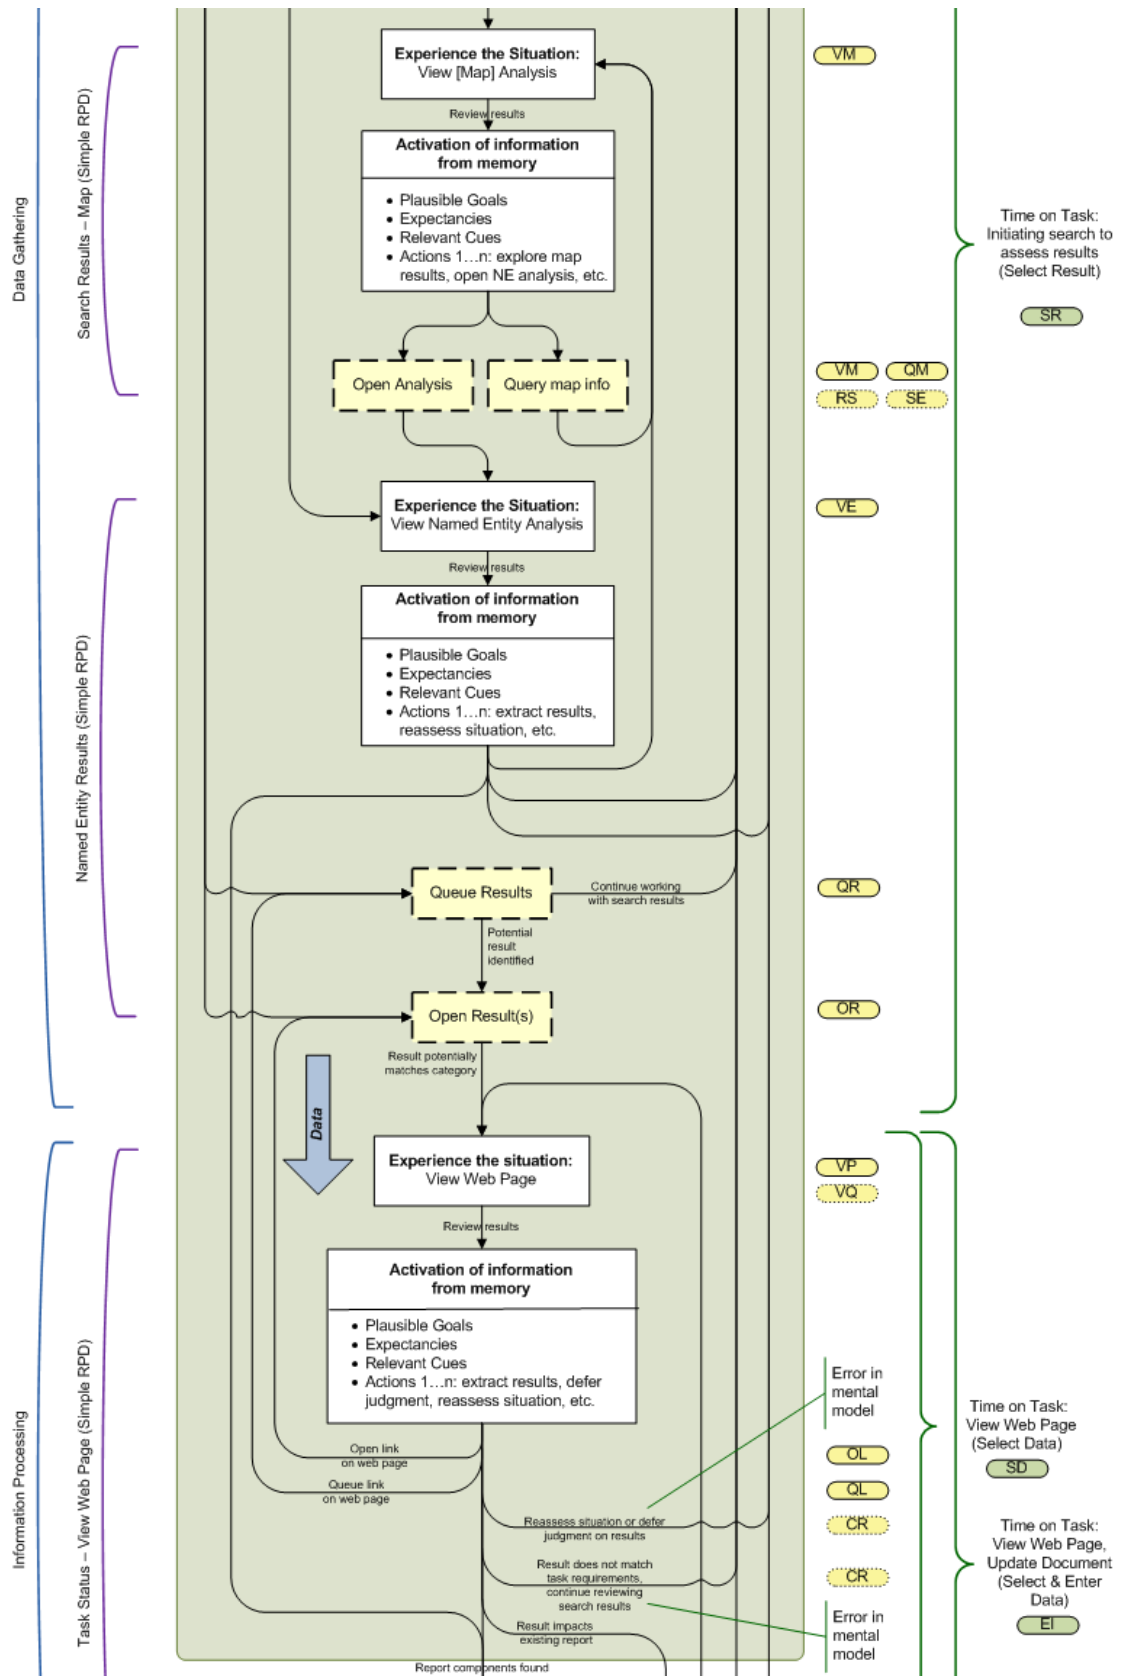 Data Gathering
Search Results – Map (Simple RPD)
Experience the Situation:
View [Map] Analysis
VM
Review results
Activation of information
from memory
• Plausible Goals
• Expectancies
• Relevant Cues
• Actions 1…n: explore map
results, open NE analysis, etc.
Time on Task:
Initiating search to
assess results
(Select Result)
SR
Open Analysis
Query map info
VM
QM
RS
SE
Named Entity Results (Simple RPD)
Experience the Situation:
View Named Entity Analysis
VE
Review results
Activation of information
from memory
• Plausible Goals
• Expectancies
• Relevant Cues
• Actions 1…n: extract results,
reassess situation, etc.
Queue Results
Continue working
with search results
QR
Potential
result
identified
Open Result(s)
OR
Result potentially
matches category
Data
Information Processing
Task Status – View Web Page (Simple RPD)
Experience the situation:
View Web Page
VP
VQ
Review results
Activation of information
from memory
• Plausible Goals
• Expectancies
• Relevant Cues
• Actions 1…n: extract results, defer
judgment, reassess situation, etc.
Error in
mental
model
Time on Task:
View Web Page
(Select Data)
SD
Open link
on web page
OL
Queue link
on web page
QL
Reassess situation or defer
judgment on results
CR
Time on Task:
View Web Page,
Update Document
(Select & Enter
Data)
EI
Result does not match
task requirements,
continue reviewing
search results
CR
Error in
mental
model
Result impacts
existing report
Report components found